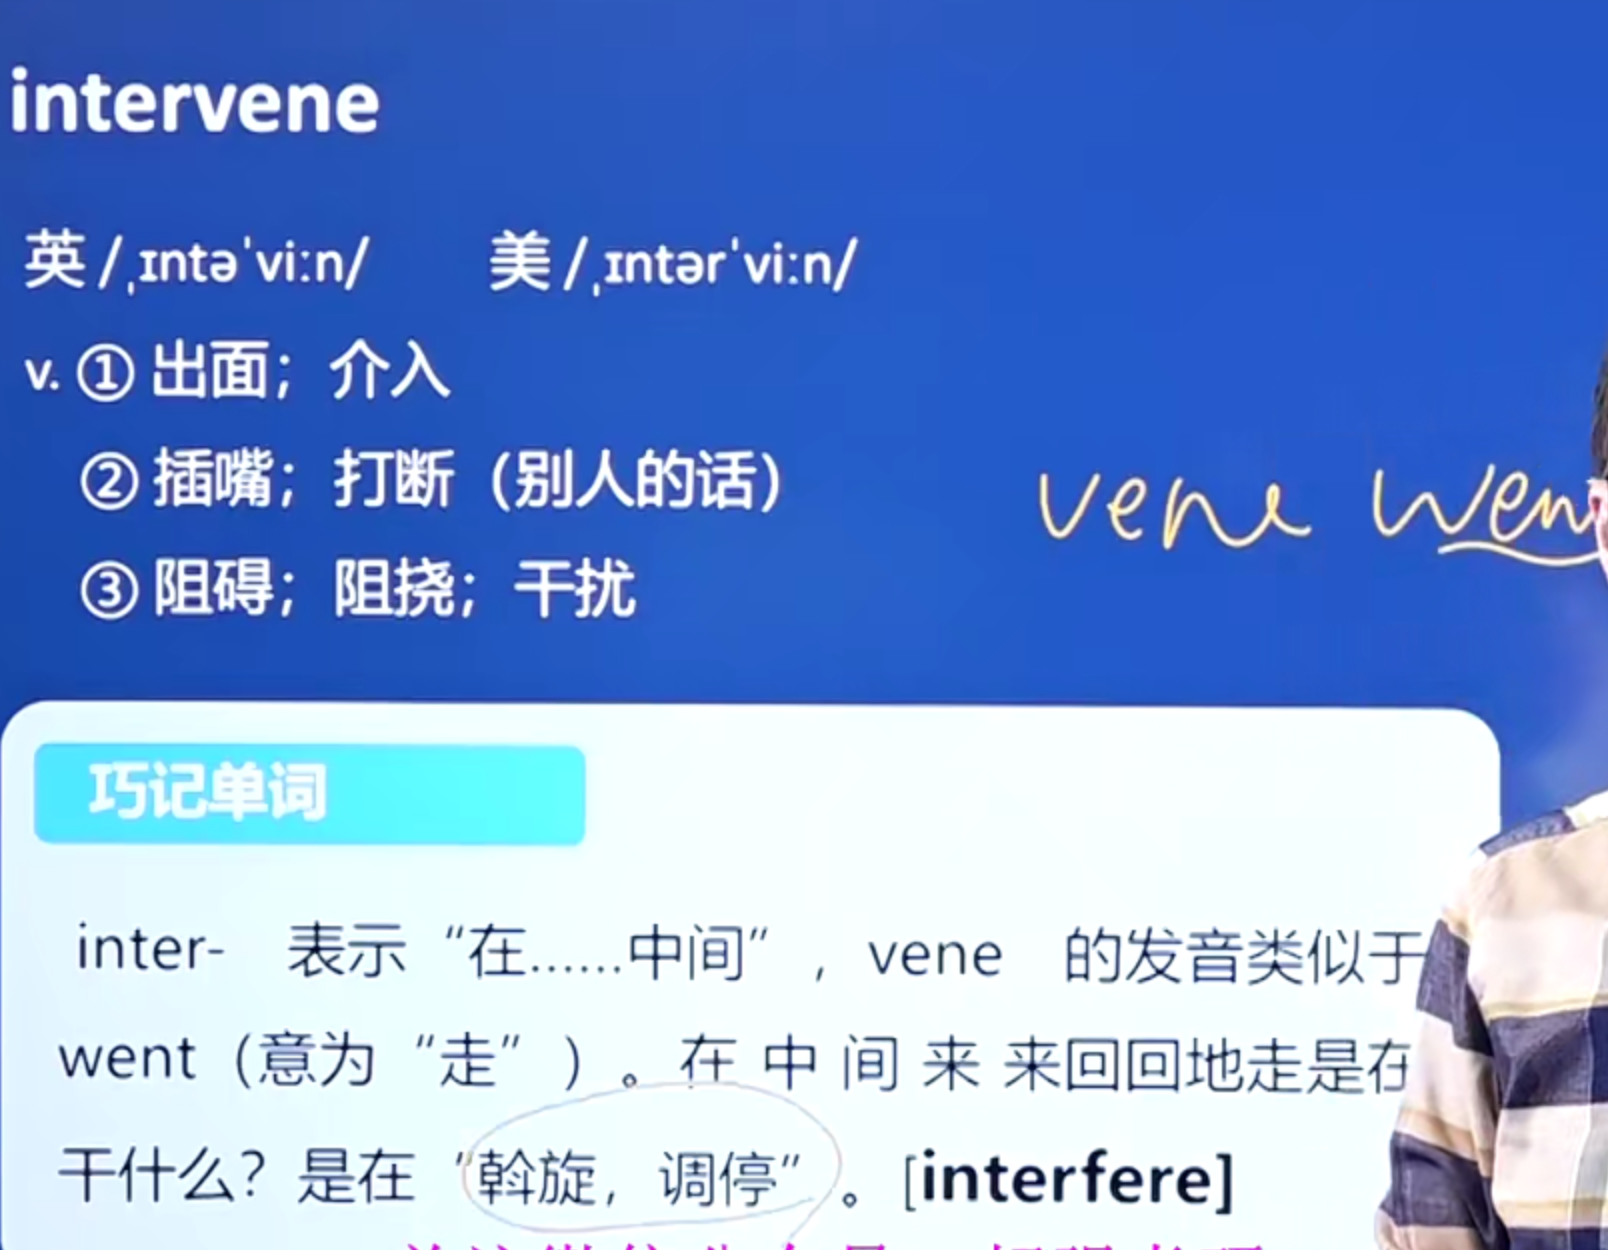 intervene
英 /ˌɪntəˈviːn/ 美 /ˌɪntərˈviːn/
v. ① 出面；介入
② 插嘴；打断（别人的话）
③ 阻碍；阻挠；干扰
vene wen
巧记单词
inter- 表示“在……中间”，vene 的发音类似于
went（意为“走”）。在中间来来回回地走是在
干什么？是在“斡旋，调停”。[interfere]